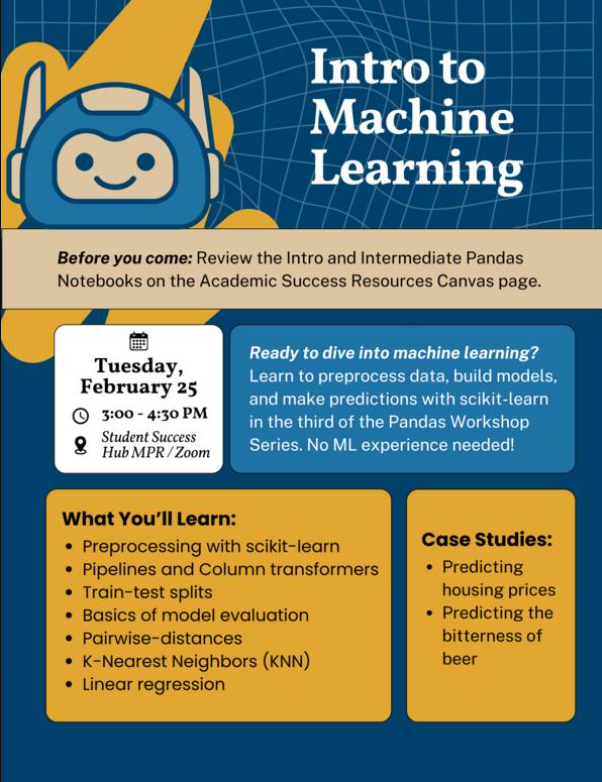 Intro to
Machine
Learning
Before you come: Review the Intro and Intermediate Pandas
Notebooks on the Academic Success Resources Canvas page.
Tuesday,
February 25
3:00 - 4:30 PM
Student Success
Hub MPR / Zoom
Ready to dive into machine learning?
Learn to preprocess data, build models,
and make predictions with scikit-learn
in the third of the Pandas Workshop
Series. No ML experience needed!
What You'll Learn:
• Preprocessing with scikit-learn
• Pipelines and Column transformers
• Train-test splits
• Basics of model evaluation
• Pairwise-distances
• K-Nearest Neighbors (KNN)
• Linear regression
Case Studies:
• Predicting
housing prices
• Predicting the
bitterness of
beer